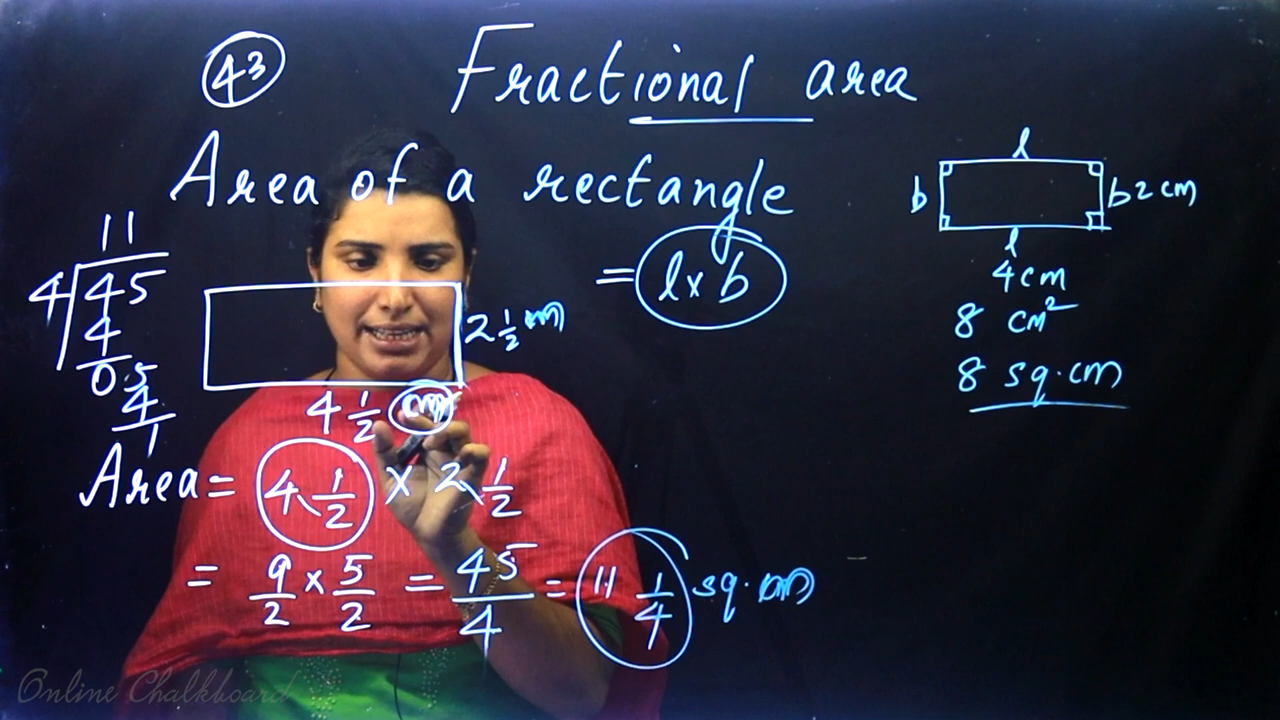 43
Fractional area
Area of a rectangle
= l x b
l
b
b 2 cm
l
4 cm
8 cm²
8 sq. cm
11
4 45
4
05
4
1
2 1/2 cm
4 1/2 cm
Area = 4 1/2 x 2 1/2
= 9/2 x 5/2 = 45/4 = 11 1/4 sq. cm
Online Chalkboard